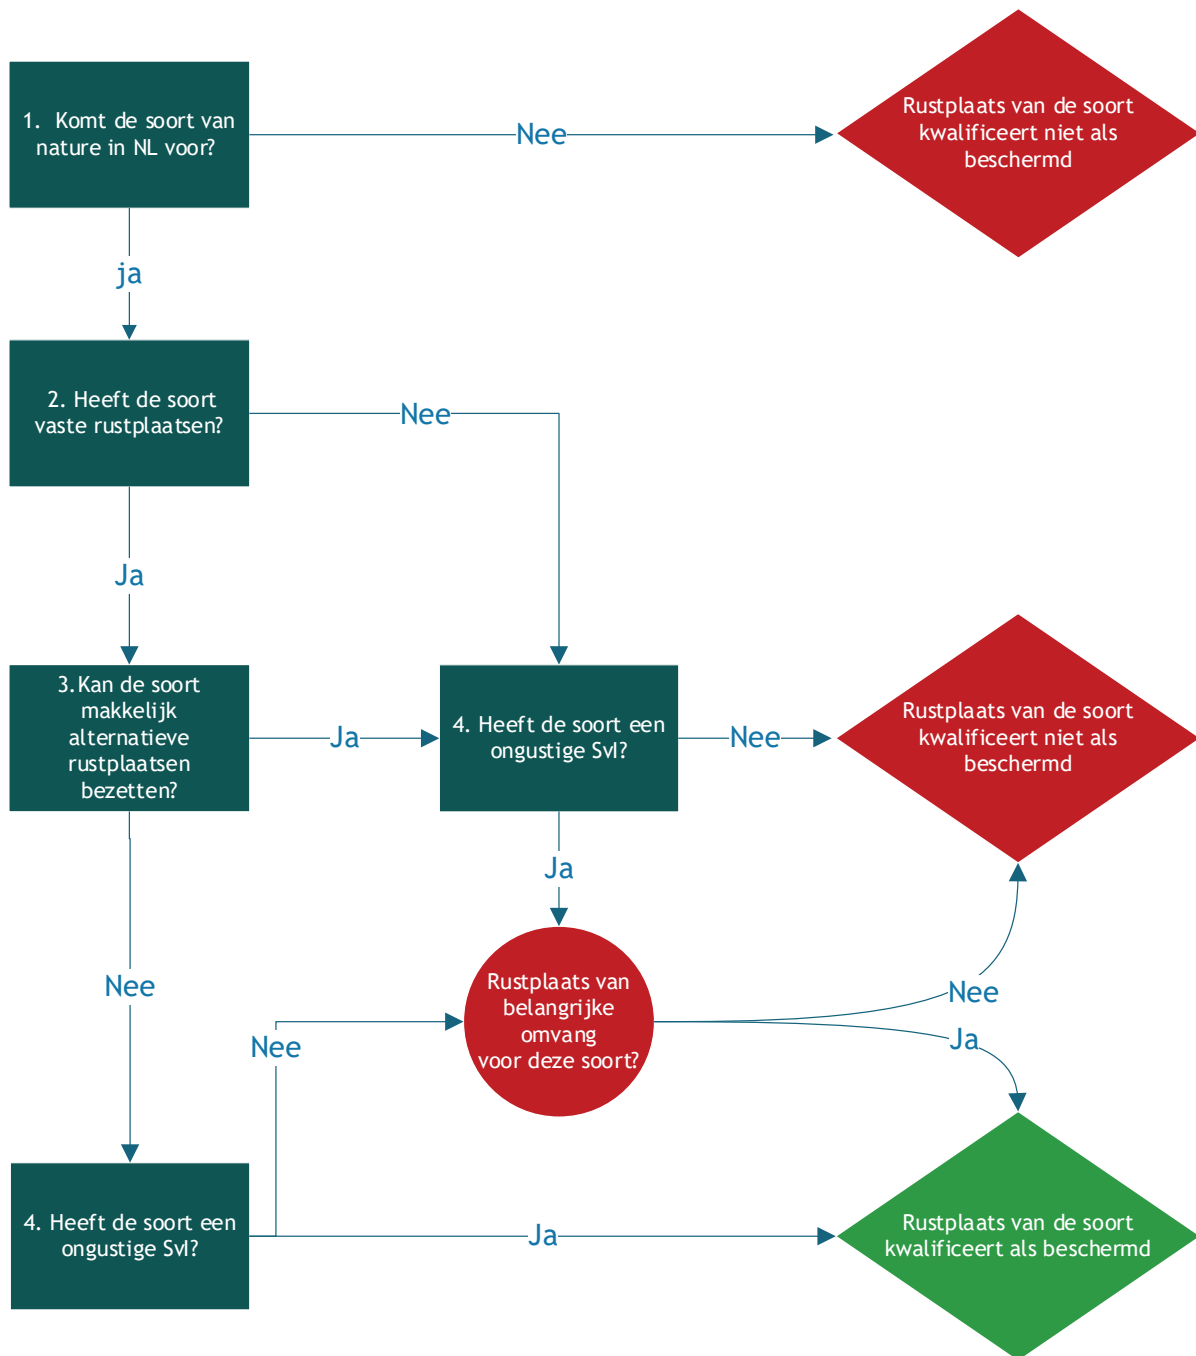 1. Komt de soort van
nature in NL voor?
Nee
Rustplaats van de soort
kwalificeert niet als
beschermd
ja
2. Heeft de soort
vaste rustplaatsen?
Nee
Ja
3.Kan de soort
makkelijk
alternatieve
rustplaatsen
bezetten?
Ja
4. Heeft de soort een
ongustige SvI?
Nee
Rustplaats van de soort
kwalificeert niet als
beschermd
Ja
Nee
Rustplaats van
belangrijke
omvang
voor deze soort?
Nee
Ja
Nee
4. Heeft de soort een
ongustige SvI?
Ja
Rustplaats van de soort
kwalificeert als beschermd